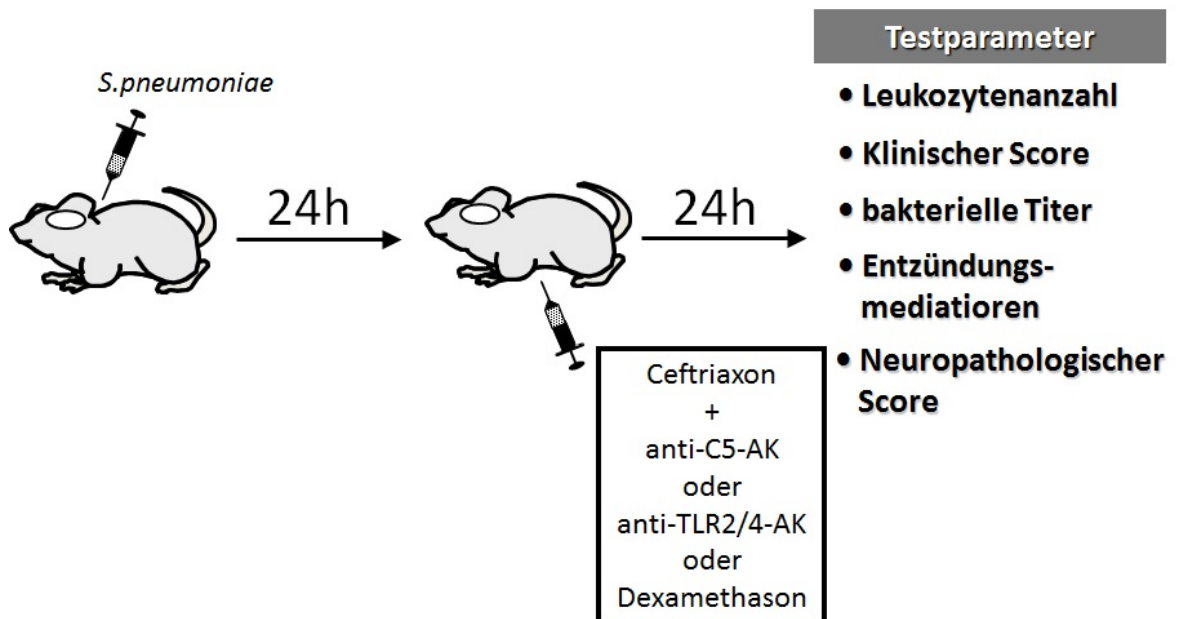 S.pneumoniae
24h
24h
Ceftriaxon
+
anti-C5-AK
oder
anti-TLR2/4-AK
oder
Dexamethason
Testparameter
• Leukozytenanzahl
• Klinischer Score
• bakterielle Titer
• Entzündungs-
mediatioren
• Neuropathologischer
Score